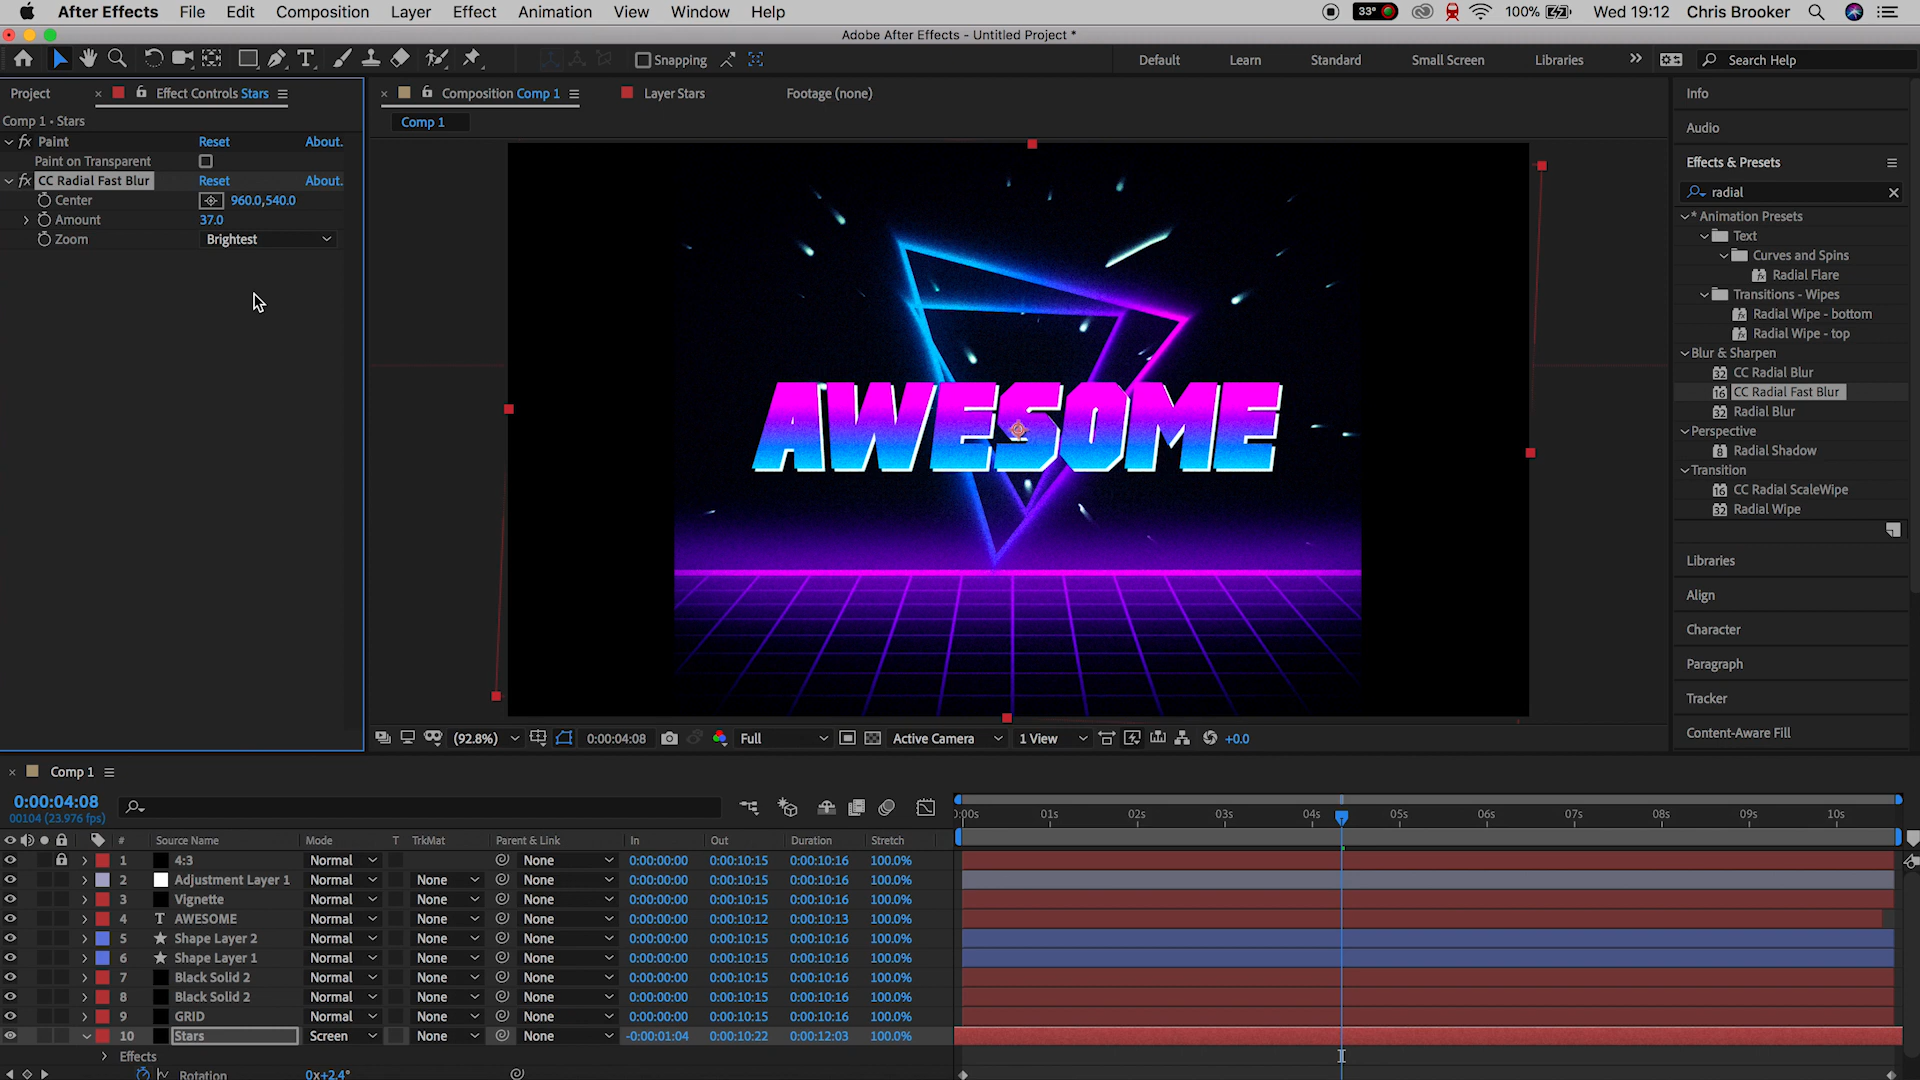 After Effects File Edit Composition Layer Effect Animation View Window Help 33° 100% Wed 19:12 Chris Brooker
Adobe After Effects - Untitled Project *
T Snapping Default Learn Standard Small Screen Libraries Search Help
Project Effect Controls Stars Composition Comp 1 Layer Stars Footage (none) Info
Comp 1 • Stars Comp 1
Audio
fx Paint Reset About.
Paint on Transparent
Effects & Presets
fx CC Radial Fast Blur Reset About.
radial
Center 960.0,540.0
Amount 37.0
* Animation Presets
Zoom Brightest
Text
Curves and Spins
Radial Flare
Transitions - Wipes
Radial Wipe - bottom
Radial Wipe - top
Blur & Sharpen
32 CC Radial Blur
16 CC Radial Fast Blur
32 Radial Blur
AWESOME
Perspective
8 Radial Shadow
Transition
16 CC Radial ScaleWipe
32 Radial Wipe
Libraries
Align
Character
Paragraph
Tracker
Content-Aware Fill
(92.8%) 0:00:04:08 Full Active Camera 1 View +0.0
Comp 1
0:00:04:08
00104 (23.976 fps)
:00s 01s 02s 03s 04s 05s 06s 07s 08s 09s 10s
# Source Name Mode T TrkMat Parent & Link In Out Duration Stretch
1 4:3 Normal None 0:00:00:00 0:00:10:15 0:00:10:16 100.0%
2 Adjustment Layer 1 Normal None None 0:00:00:00 0:00:10:15 0:00:10:16 100.0%
3 Vignette Normal None None 0:00:00:00 0:00:10:15 0:00:10:16 100.0%
4 T AWESOME Normal None None 0:00:00:00 0:00:10:12 0:00:10:13 100.0%
5 Shape Layer 2 Normal None None 0:00:00:00 0:00:10:15 0:00:10:16 100.0%
6 Shape Layer 1 Normal None None 0:00:00:00 0:00:10:15 0:00:10:16 100.0%
7 Black Solid 2 Normal None None 0:00:00:00 0:00:10:15 0:00:10:16 100.0%
8 Black Solid 2 Normal None None 0:00:00:00 0:00:10:15 0:00:10:16 100.0%
9 GRID Normal None None 0:00:00:00 0:00:10:15 0:00:10:16 100.0%
10 Stars Screen None None -0:00:01:04 0:00:10:22 0:00:12:03 100.0%
Effects
Rotation 0x+2.4°